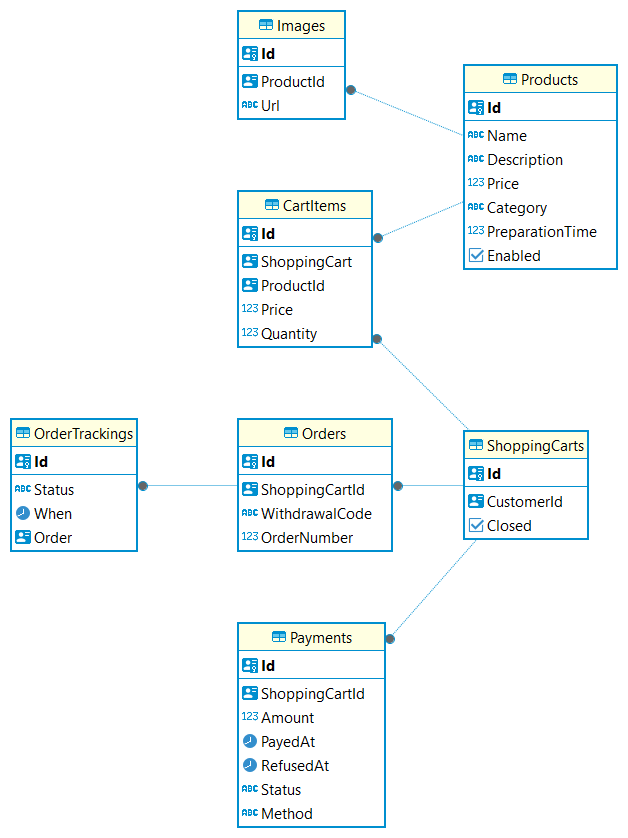 Images
Id
ProductId
ABC Url
Products
Id
ABC Name
ABC Description
123 Price
ABC Category
123 PreparationTime
Enabled
CartItems
Id
ShoppingCart
ProductId
123 Price
123 Quantity
OrderTrackings
Id
ABC Status
When
Order
Orders
Id
ShoppingCartId
ABC WithdrawalCode
123 OrderNumber
ShoppingCarts
Id
CustomerId
Closed
Payments
Id
ShoppingCartId
123 Amount
PayedAt
RefusedAt
ABC Status
ABC Method